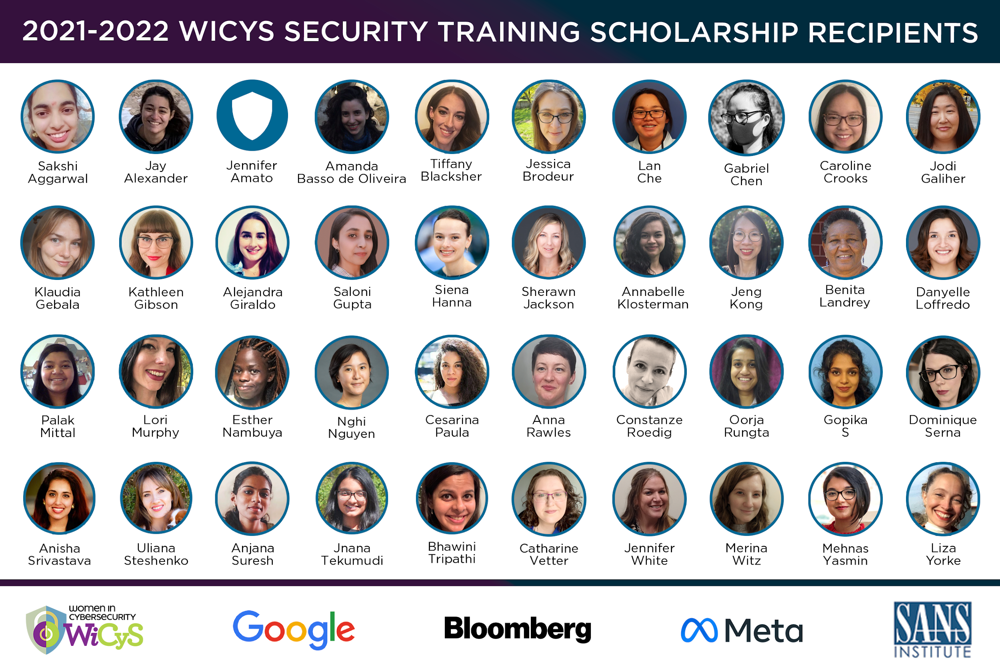 2021-2022 WICYS SECURITY TRAINING SCHOLARSHIP RECIPIENTS
Sakshi
Aggarwal
Jay
Alexander
Jennifer
Amato
Amanda
Basso de Oliveira
Tiffany
Blacksher
Jessica
Brodeur
Lan
Che
Gabriel
Chen
Caroline
Crooks
Jodi
Galiher
Klaudia
Gebala
Kathleen
Gibson
Alejandra
Giraldo
Saloni
Gupta
Siena
Hanna
Sherawn
Jackson
Annabelle
Klosterman
Jeng
Kong
Benita
Landrey
Danyelle
Loffredo
Palak
Mittal
Lori
Murphy
Esther
Nambuya
Nghi
Nguyen
Cesarina
Paula
Anna
Rawles
Constanze
Roedig
Oorja
Rungta
Gopika
S
Dominique
Serna
Anisha
Srivastava
Uliana
Steshenko
Anjana
Suresh
Jnana
Tekumudi
Bhawini
Tripathi
Catharine
Vetter
Jennifer
White
Merina
Witz
Mehnas
Yasmin
Liza
Yorke
women in
cybersecurity
WiCyS
Google
Bloomberg
Meta
SANS
INSTITUTE